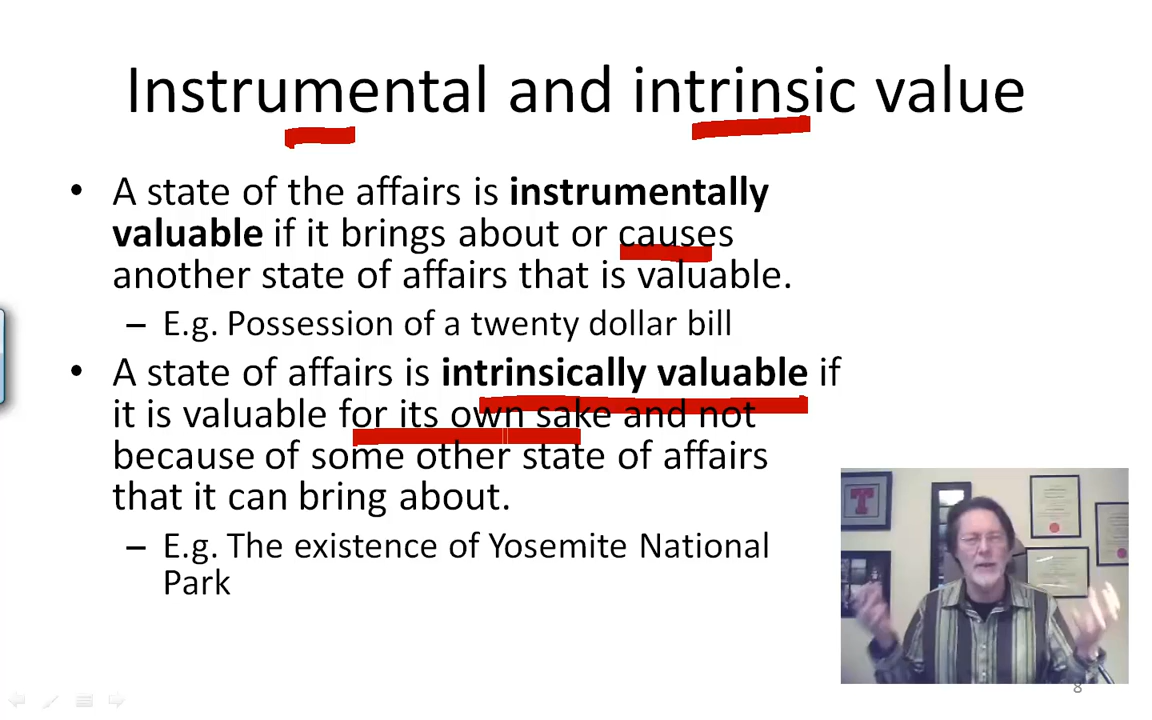 Instrumental and intrinsic value
• A state of the affairs is instrumentally
valuable if it brings about or causes
another state of affairs that is valuable.
– E.g. Possession of a twenty dollar bill
• A state of affairs is intrinsically valuable if
it is valuable for its own sake and not
because of some other state of affairs
that it can bring about.
– E.g. The existence of Yosemite National
Park
T
8